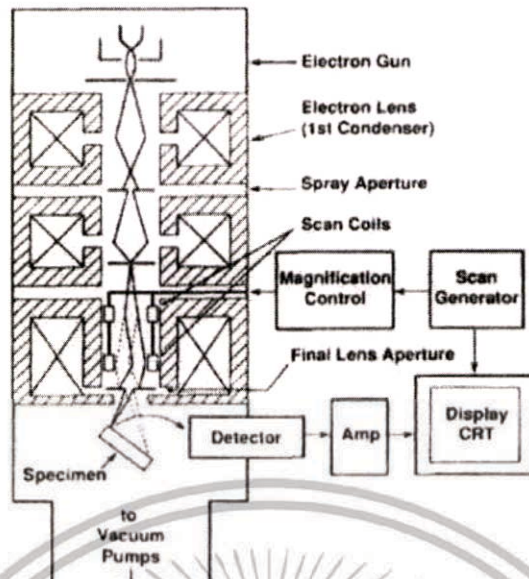 Electron Gun
Electron Lens
(1st Condenser)
Spray Aperture
Scan Coils
Magnification
Control
Scan
Generator
Final Lens Aperture
Display
CRT
Detector
Amp
Specimen
to
Vacuum
Pumps